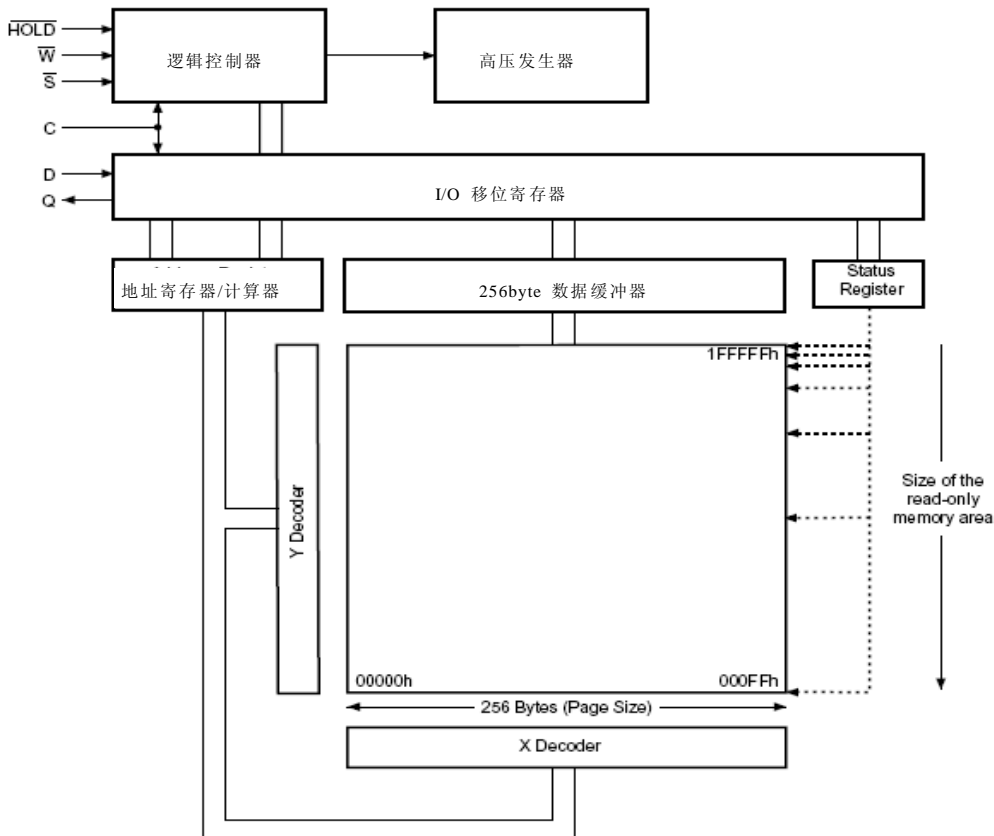 HOLD
W
S
C
D
Q
逻辑控制器
高压发生器
I/O 移位寄存器
地址寄存器/计算器
256byte 数据缓冲器
Status
Register
1FFFFFh
Y Decoder
Size of the
read-only
memory area
00000h
000FFh
256 Bytes (Page Size)
X Decoder